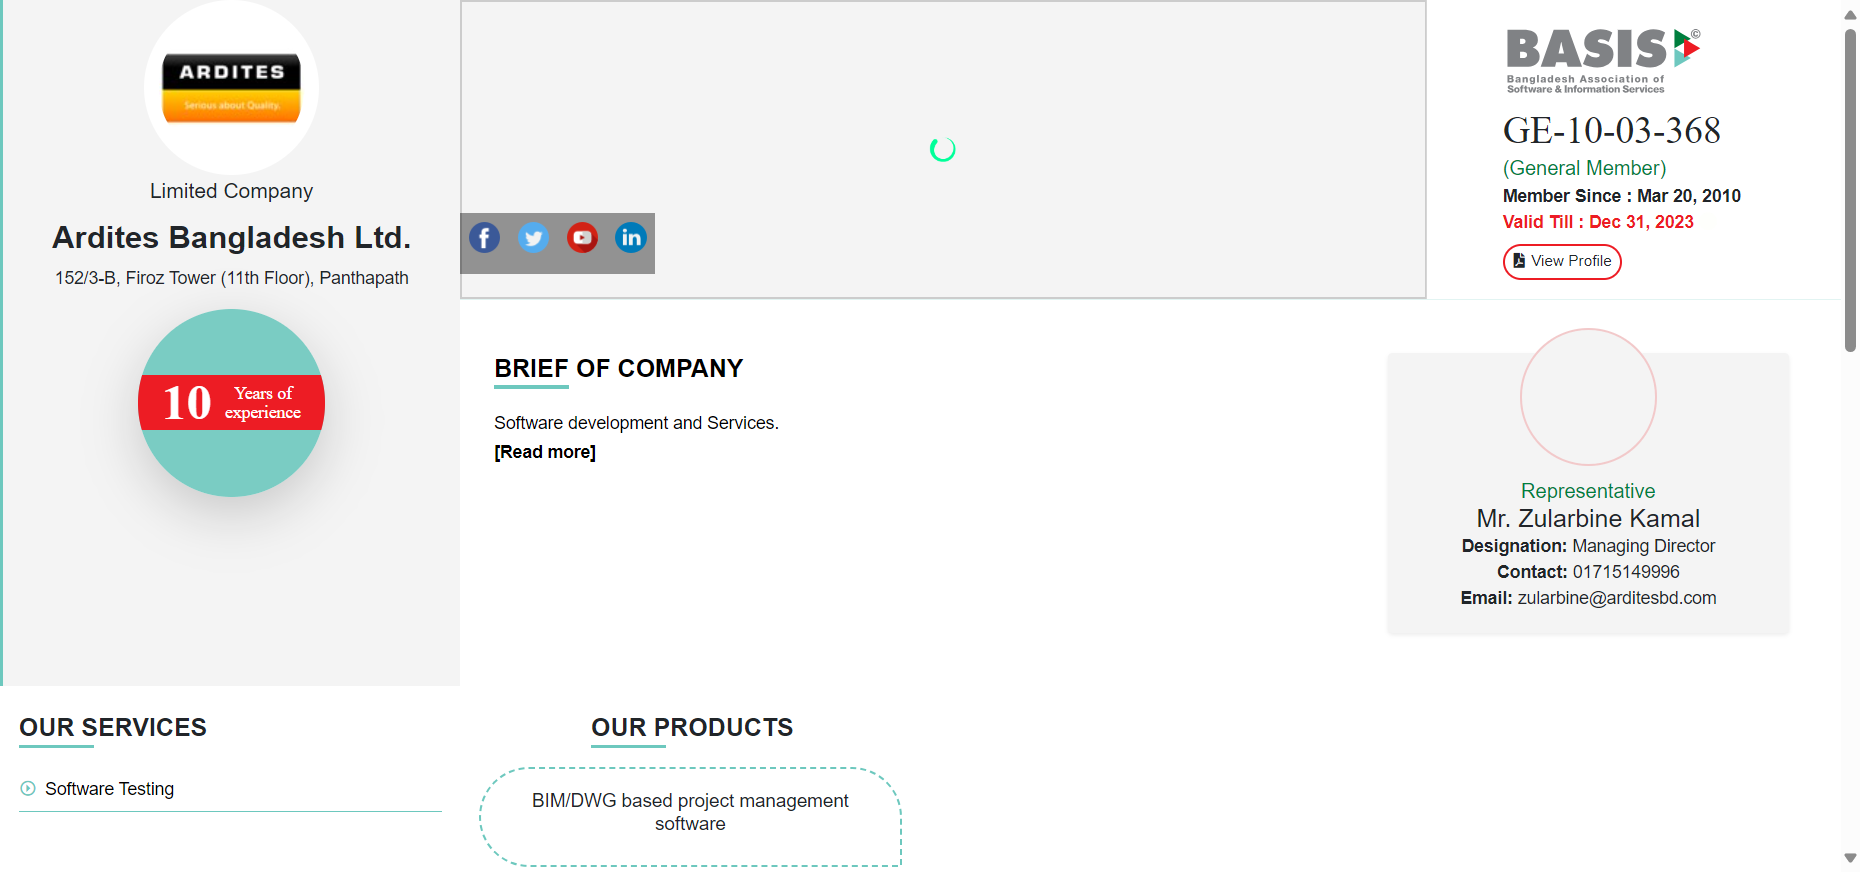 ARDITES
Serious about Quality.
Limited Company
Ardites Bangladesh Ltd.
152/3-B, Firoz Tower (11th Floor), Panthapath
10 Years of
experience
BASIS©
Bangladesh Association of
Software & Information Services
GE-10-03-368
(General Member)
Member Since : Mar 20, 2010
Valid Till : Dec 31, 2023
View Profile
BRIEF OF COMPANY
Software development and Services.
[Read more]
Representative
Mr. Zularbine Kamal
Designation: Managing Director
Contact: 01715149996
Email: zularbine@arditesbd.com
OUR SERVICES
Software Testing
OUR PRODUCTS
BIM/DWG based project management
software